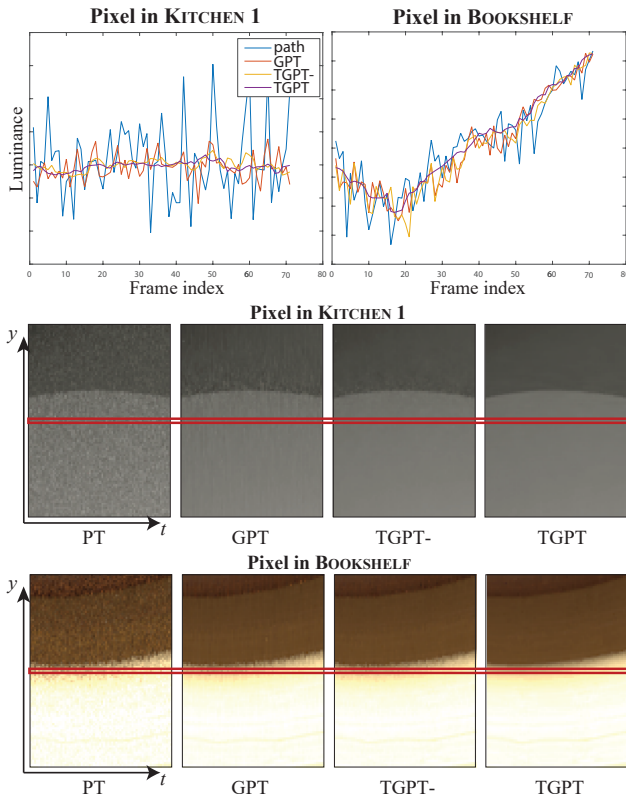 Pixel in KITCHEN 1
path
GPT
TGPT-
TGPT
Luminance
0 10 20 30 40 50 60 70 80
Frame index
Pixel in BOOKSHELF
0 10 20 30 40 50 60 70 80
Frame index
Pixel in KITCHEN 1
y
t
PT GPT TGPT- TGPT
Pixel in BOOKSHELF
y
t
PT GPT TGPT- TGPT